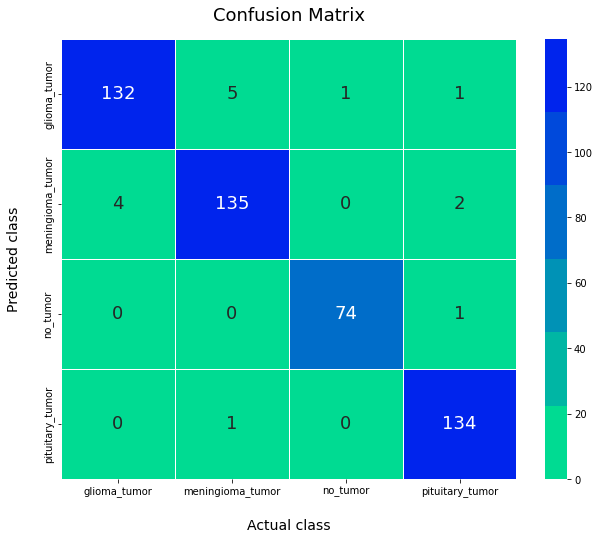 Confusion Matrix
Predicted class
glioma_tumor
132 5 1 1
meningioma_tumor
4 135 0 2
no_tumor
0 0 74 1
pituitary_tumor
0 1 0 134
glioma_tumor meningioma_tumor no_tumor pituitary_tumor
Actual class
120
100
80
60
40
20
0